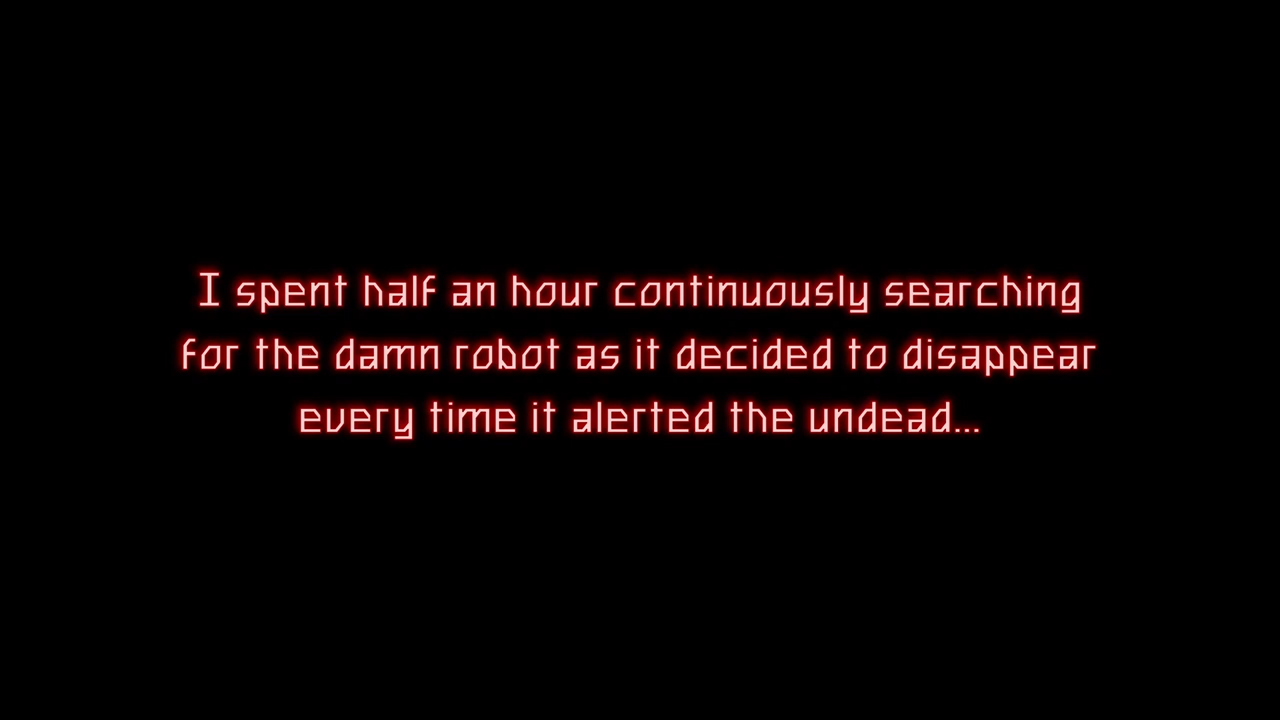 I spent half an hour continuously searching
for the damn robot as it decided to disappear
every time it alerted the undead...